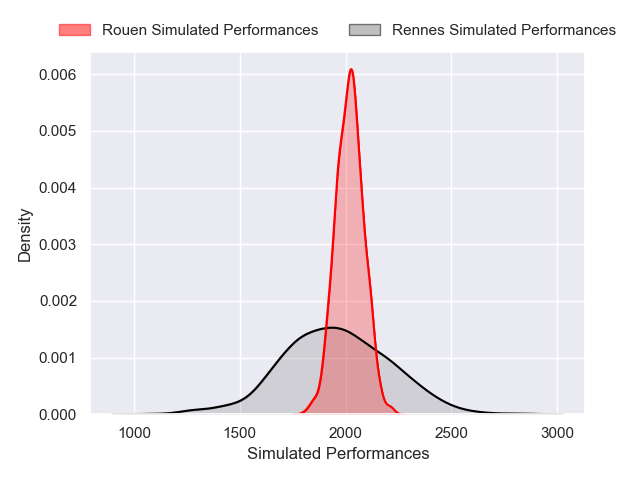 Rouen Simulated Performances
Rennes Simulated Performances
0.006
0.005
0.004
0.003
0.002
0.001
0.000
Density
1000 1500 2000 2500 3000
Simulated Performances